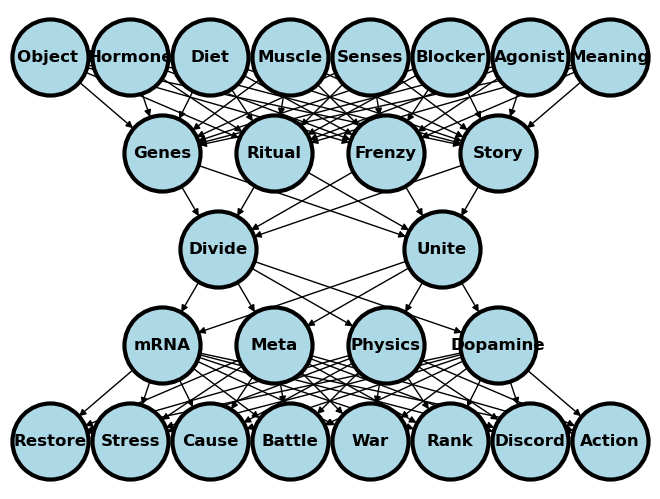 Object Hormone Diet Muscle Senses Blocker Agonist Meaning
Genes Ritual Frenzy Story
Divide Unite
mRNA Meta Physics Dopamine
Restore Stress Cause Battle War Rank Discord Action